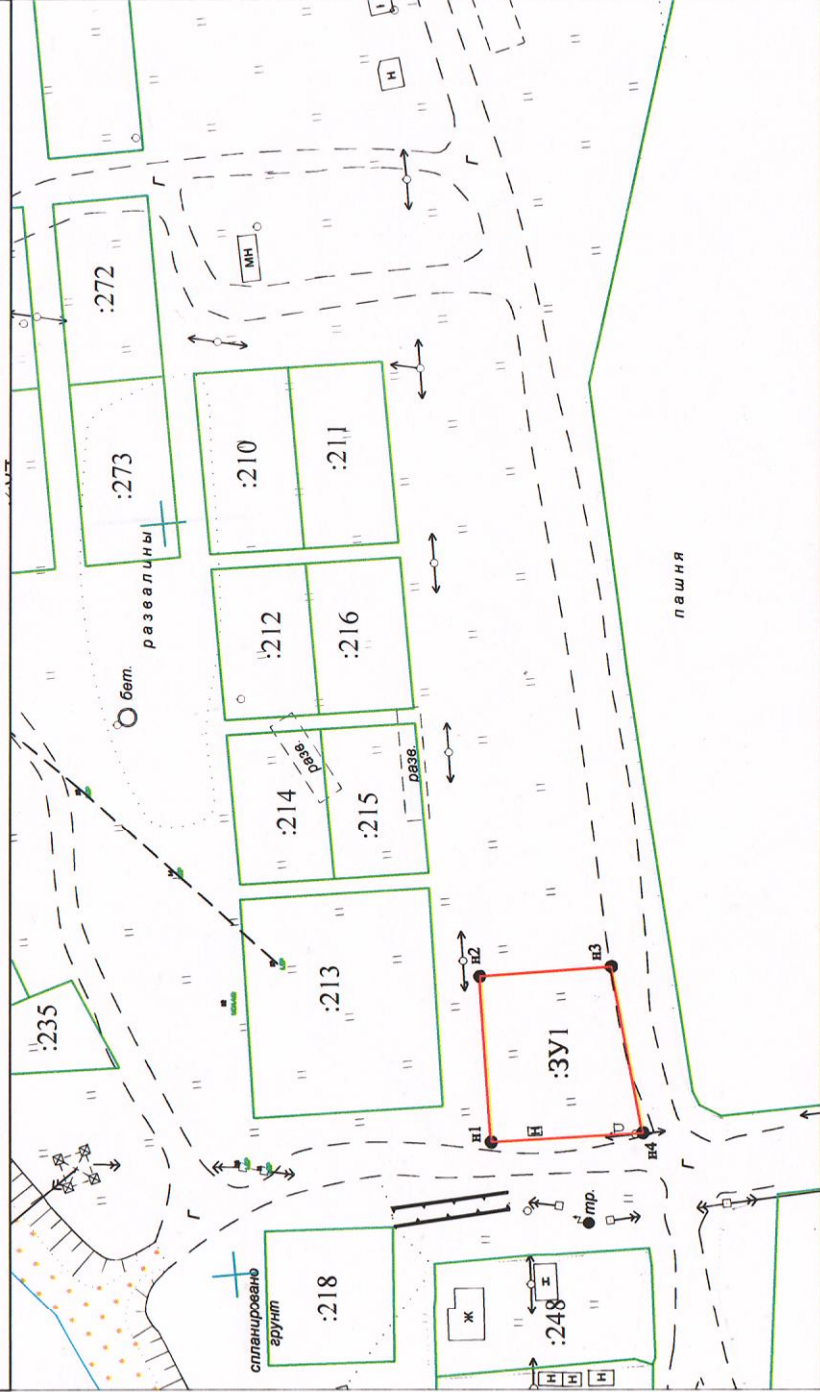 Н
Г
Г
МН
:272
:273
развалины
:210
:211
бет.
:212
:216
разв.
:214
:215
разв.
пашня
:235
:213
н2
н3
:ЗУ1
н1
Н
н4
Г
Г
тр.
спланировано
грунт
:218
Ж
Н
:248
Н
Н
Н